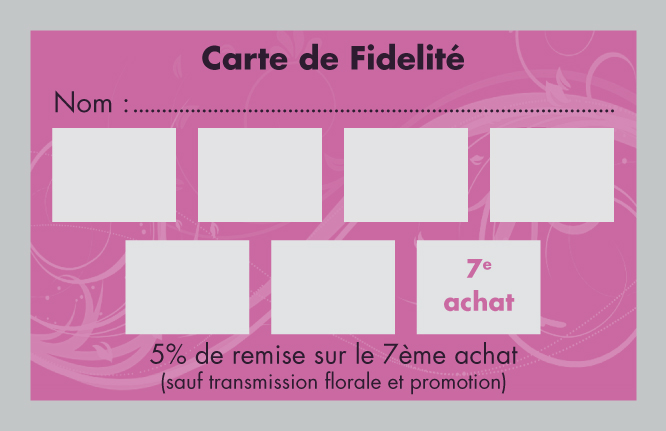 Carte de Fidelité
Nom :........................................................................................
7e
achat
5% de remise sur le 7ème achat
(sauf transmission florale et promotion)